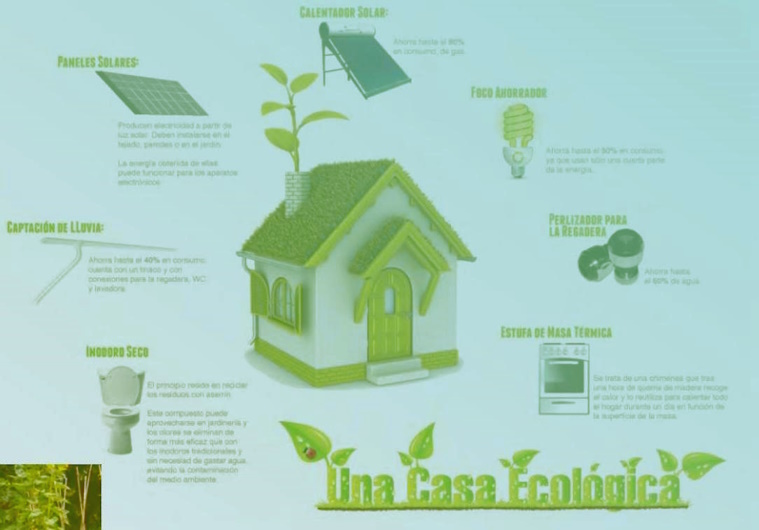 CALENTADOR SOLAR:
Ahorra hasta el 80%
en consumo, de gas.
PANELES SOLARES:
Producen electricidad a partir de
luz solar. Deben instalarse en el
tejado, paredes o en el jardín.
La energía obtenida de ellas
puede funcionar para los aparatos
electrónicos.
FOCO AHORRADOR
Ahorra hasta el 80% en consumo,
ya que usan sólo una cuarta parte
de la energía.
CAPTACIÓN DE LLUVIA:
Ahorra hasta el 40% en consumo
cuenta con un tinaco y con
conexiones para la regadera, WC
y lavadora.
PERLIZADOR PARA
LA REGADERA
Ahorra hasta
el 60% de agua.
INODORO SECO
El principio reside en
los residuos con aserrín.
Este compuesto puede
aprovecharse en jardinería y
los olores se eliminan de
forma más eficaz que con
los inodoros tradicionales y
sin necesidad de gastar agua,
evitando la contaminación
del medio ambiente.
ESTUFA DE MASA TÉRMICA
Se trata de una chimenea que tras
una hora de quema de madera recoge
el calor y lo reutiliza para calentar todo
el hogar durante un día en función de
la superficie de la masa.
Una Casa Ecológica